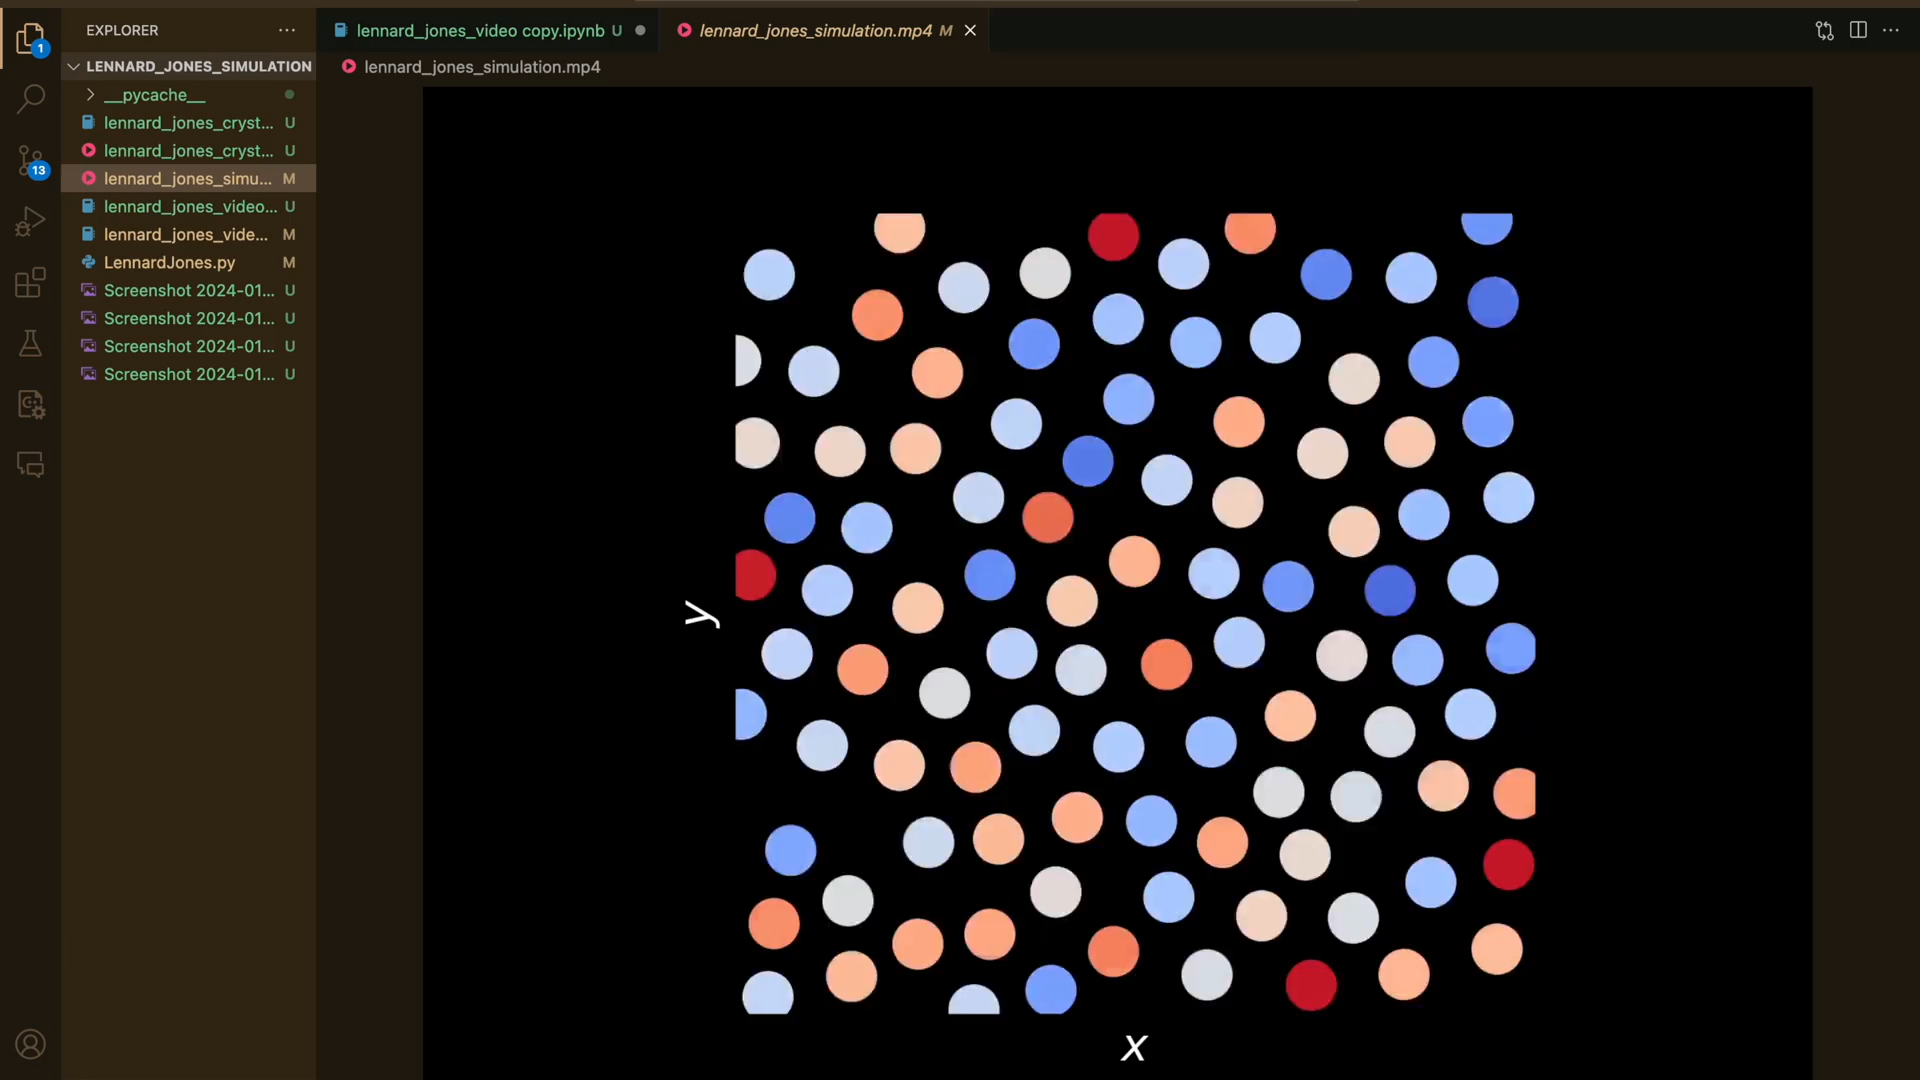 EXPLORER
LENNARD_JONES_SIMULATION
__pycache__
lennard_jones_cryst... U
lennard_jones_cryst... U
lennard_jones_simu... M
lennard_jones_video... U
lennard_jones_vide... M
LennardJones.py M
Screenshot 2024-01... U
Screenshot 2024-01... U
Screenshot 2024-01... U
Screenshot 2024-01... U
1
13
lennard_jones_video copy.ipynb U
lennard_jones_simulation.mp4 M
lennard_jones_simulation.mp4
y
x